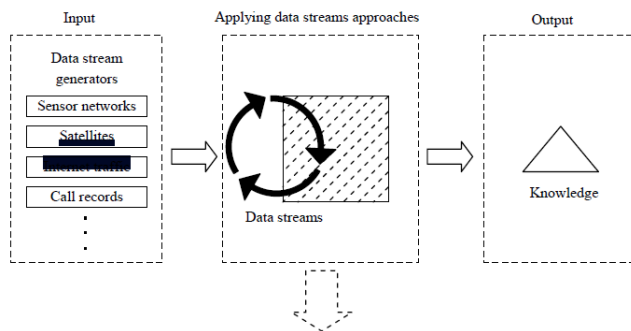 Input
Applying data streams approaches
Output
Data stream
generators
Sensor networks
Satellites
Call records
Data streams
Knowledge